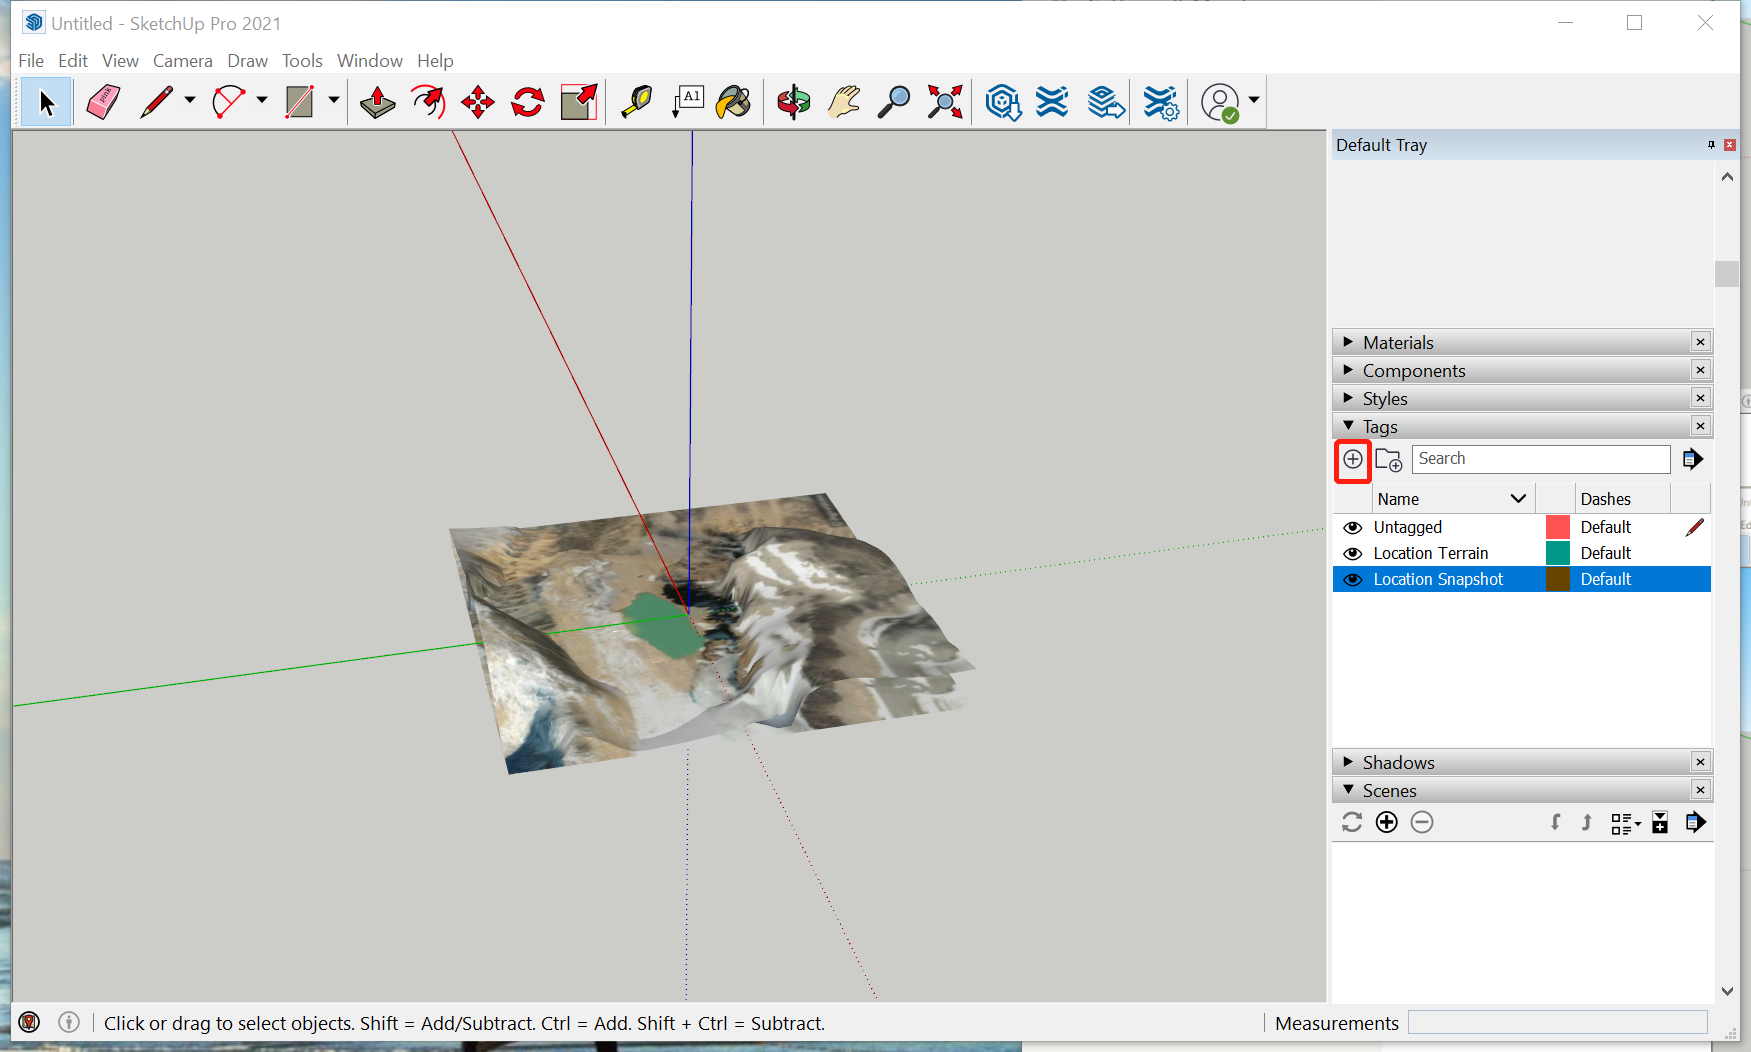 Untitled - SketchUp Pro 2021
File Edit View Camera Draw Tools Window Help
A1
Default Tray
Materials
Components
Styles
Tags
Search
Name Dashes
Untagged Default
Location Terrain Default
Location Snapshot Default
Shadows
Scenes
Click or drag to select objects. Shift = Add/Subtract. Ctrl = Add. Shift + Ctrl = Subtract.
Measurements